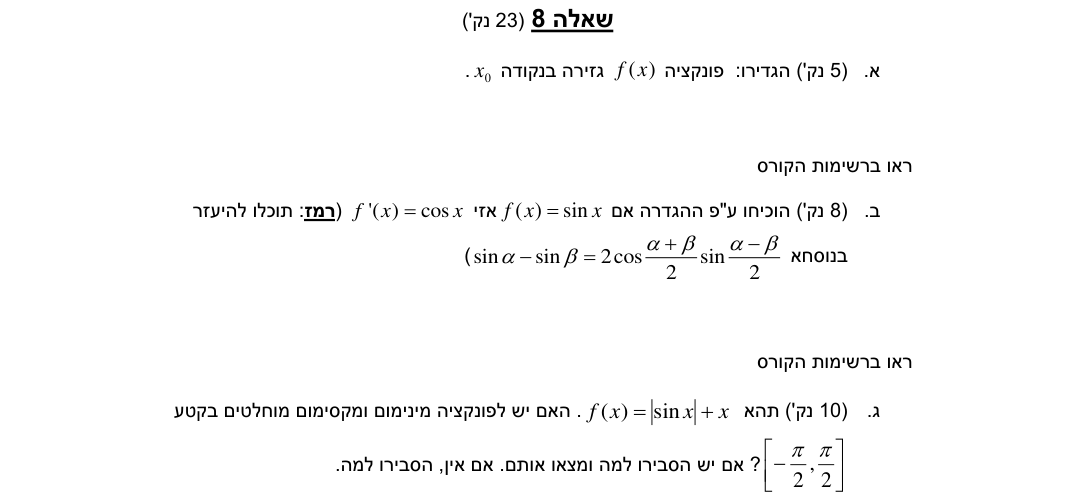 שאלה 8 (23 נק')
א. (5 נק') הגדירו: פונקציה f(x) גזירה בנקודה x₀ .
ראו ברשימות הקורס
ב. (8 נק') הוכיחו ע"פ ההגדרה אם f(x) = sin x אזי f '(x) = cos x (רמז: תוכלו להיעזר
בנוסחא sin α − sin β = 2cos (α + β)/2 sin (α − β)/2)
ראו ברשימות הקורס
ג. (10 נק') תהא f(x) = |sin x| + x . האם יש לפונקציה מינימום ומקסימום מוחלטים בקטע
[−π/2, π/2] ? אם יש הסבירו למה ומצאו אותם. אם אין, הסבירו למה.